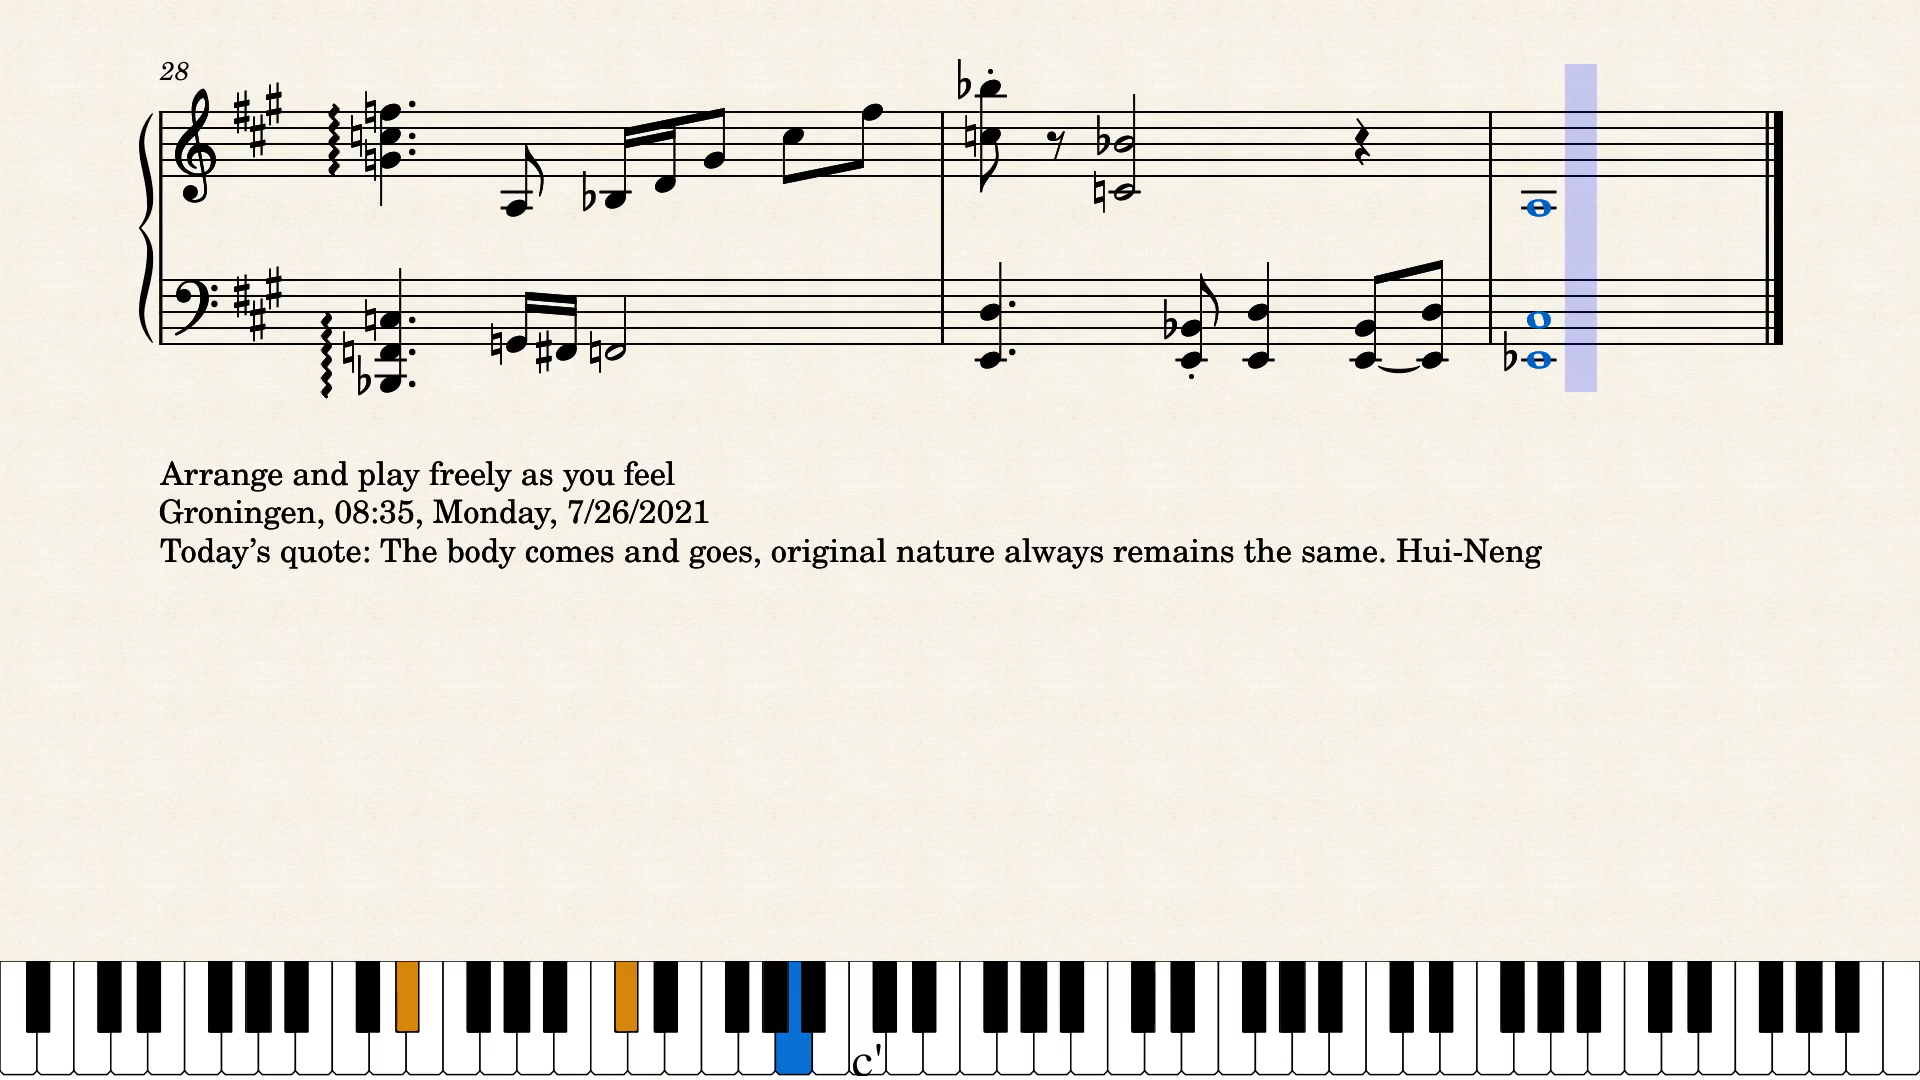 28
Arrange and play freely as you feel
Groningen, 08:35, Monday, 7/26/2021
Today’s quote: The body comes and goes, original nature always remains the same. Hui-Neng
c'